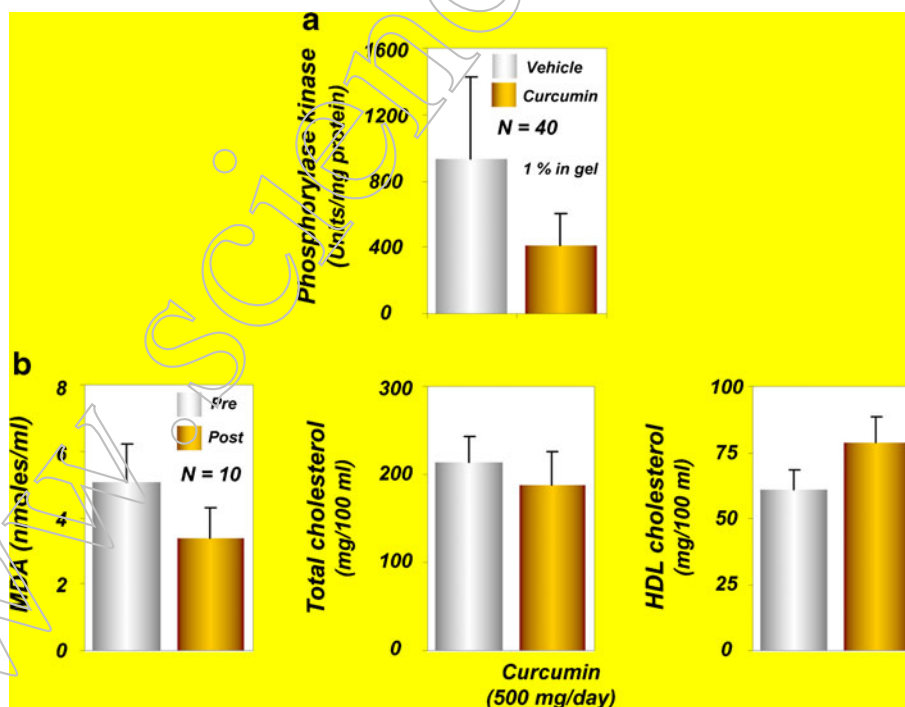 a
Phosphorylase kinase
(Units/mg protein)
1600
1200
800
400
0
Vehicle
Curcumin
N = 40
1 % in gel
b
MDA (nmoles/ml)
8
6
4
2
0
Pre
Post
N = 10
Total cholesterol
(mg/100 ml)
300
200
100
0
Curcumin
(500 mg/day)
HDL cholesterol
(mg/100 ml)
100
75
50
25
0